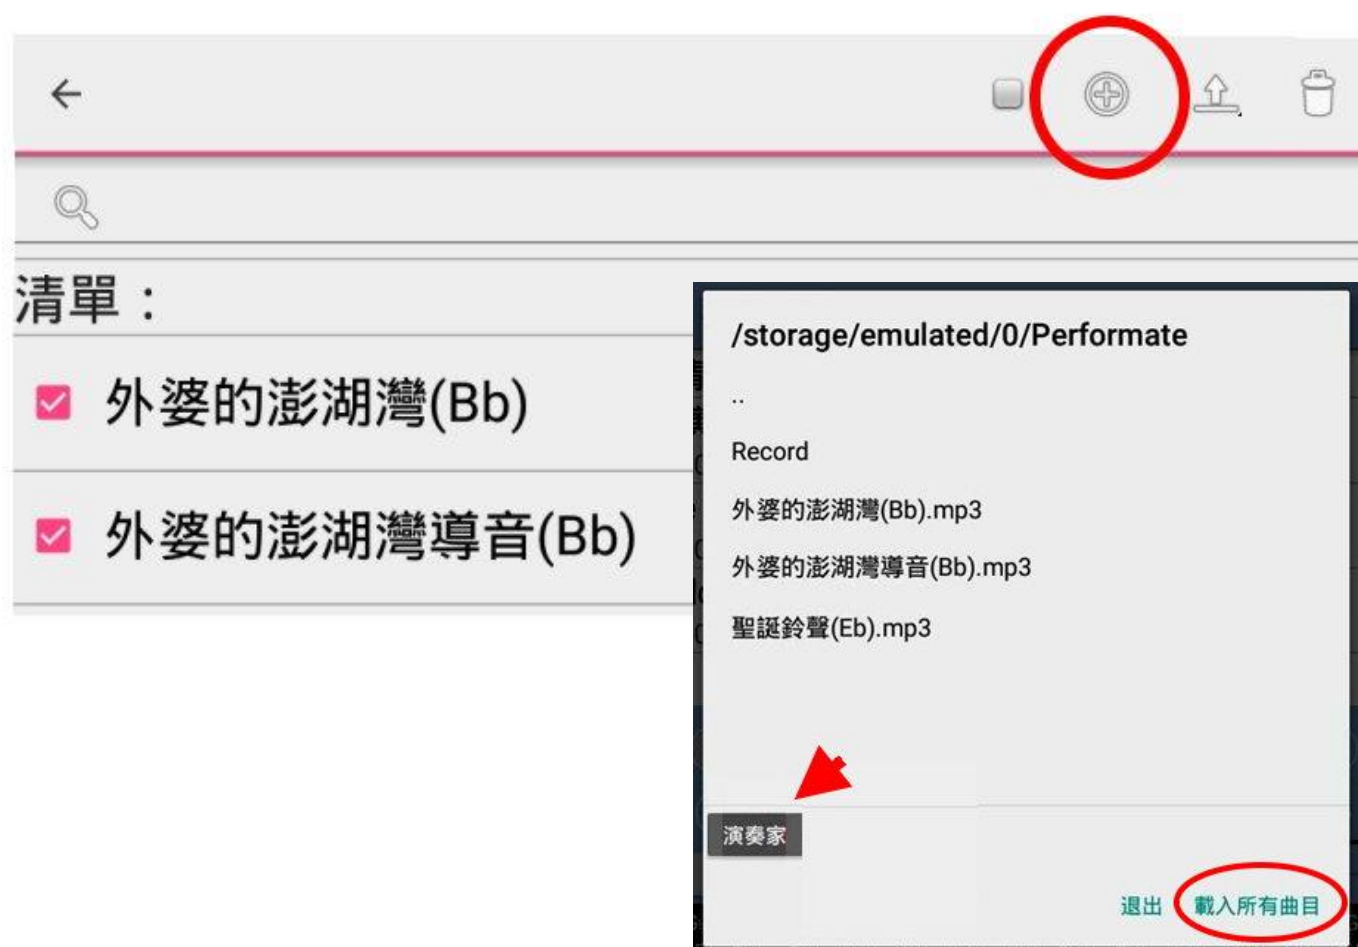 清單：
外婆的澎湖灣(Bb)
外婆的澎湖灣導音(Bb)
/storage/emulated/0/Performate
..
Record
外婆的澎湖灣(Bb).mp3
外婆的澎湖灣導音(Bb).mp3
聖誕鈴聲(Eb).mp3
演奏家
退出 載入所有曲目